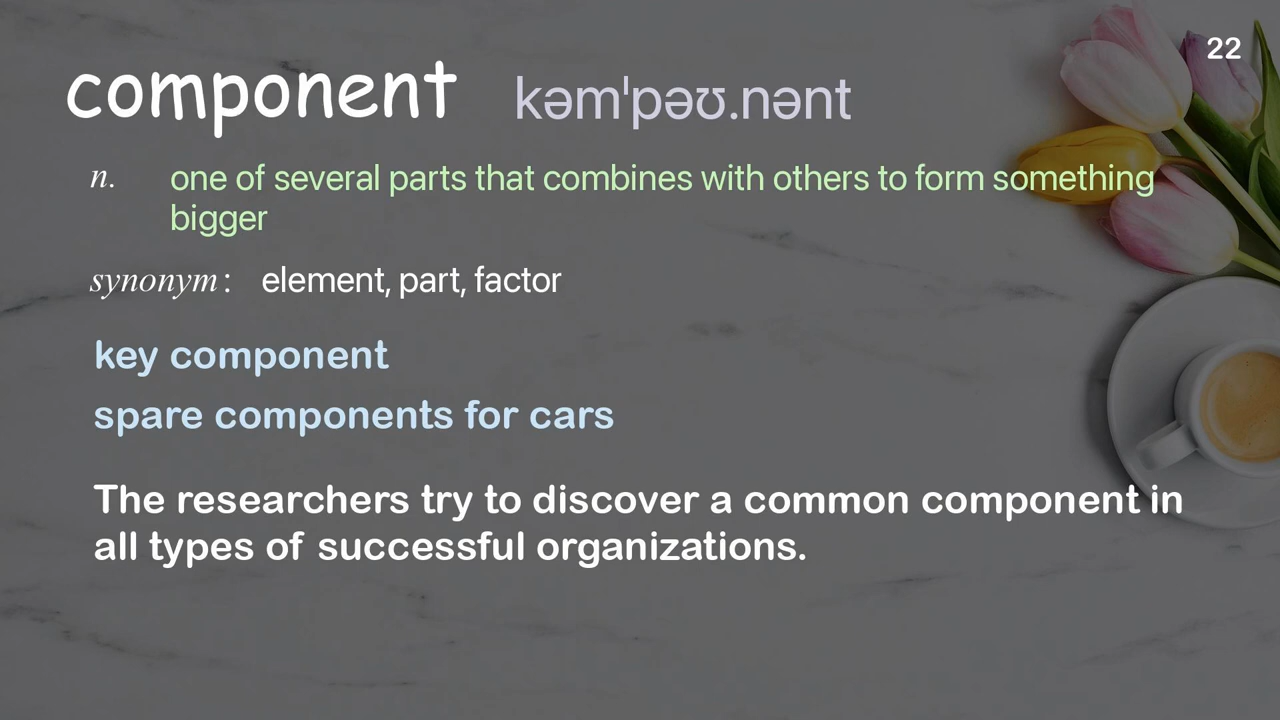 22
component kəmˈpəʊ.nənt
n. one of several parts that combines with others to form something
bigger
synonym: element, part, factor
key component
spare components for cars
The researchers try to discover a common component in
all types of successful organizations.